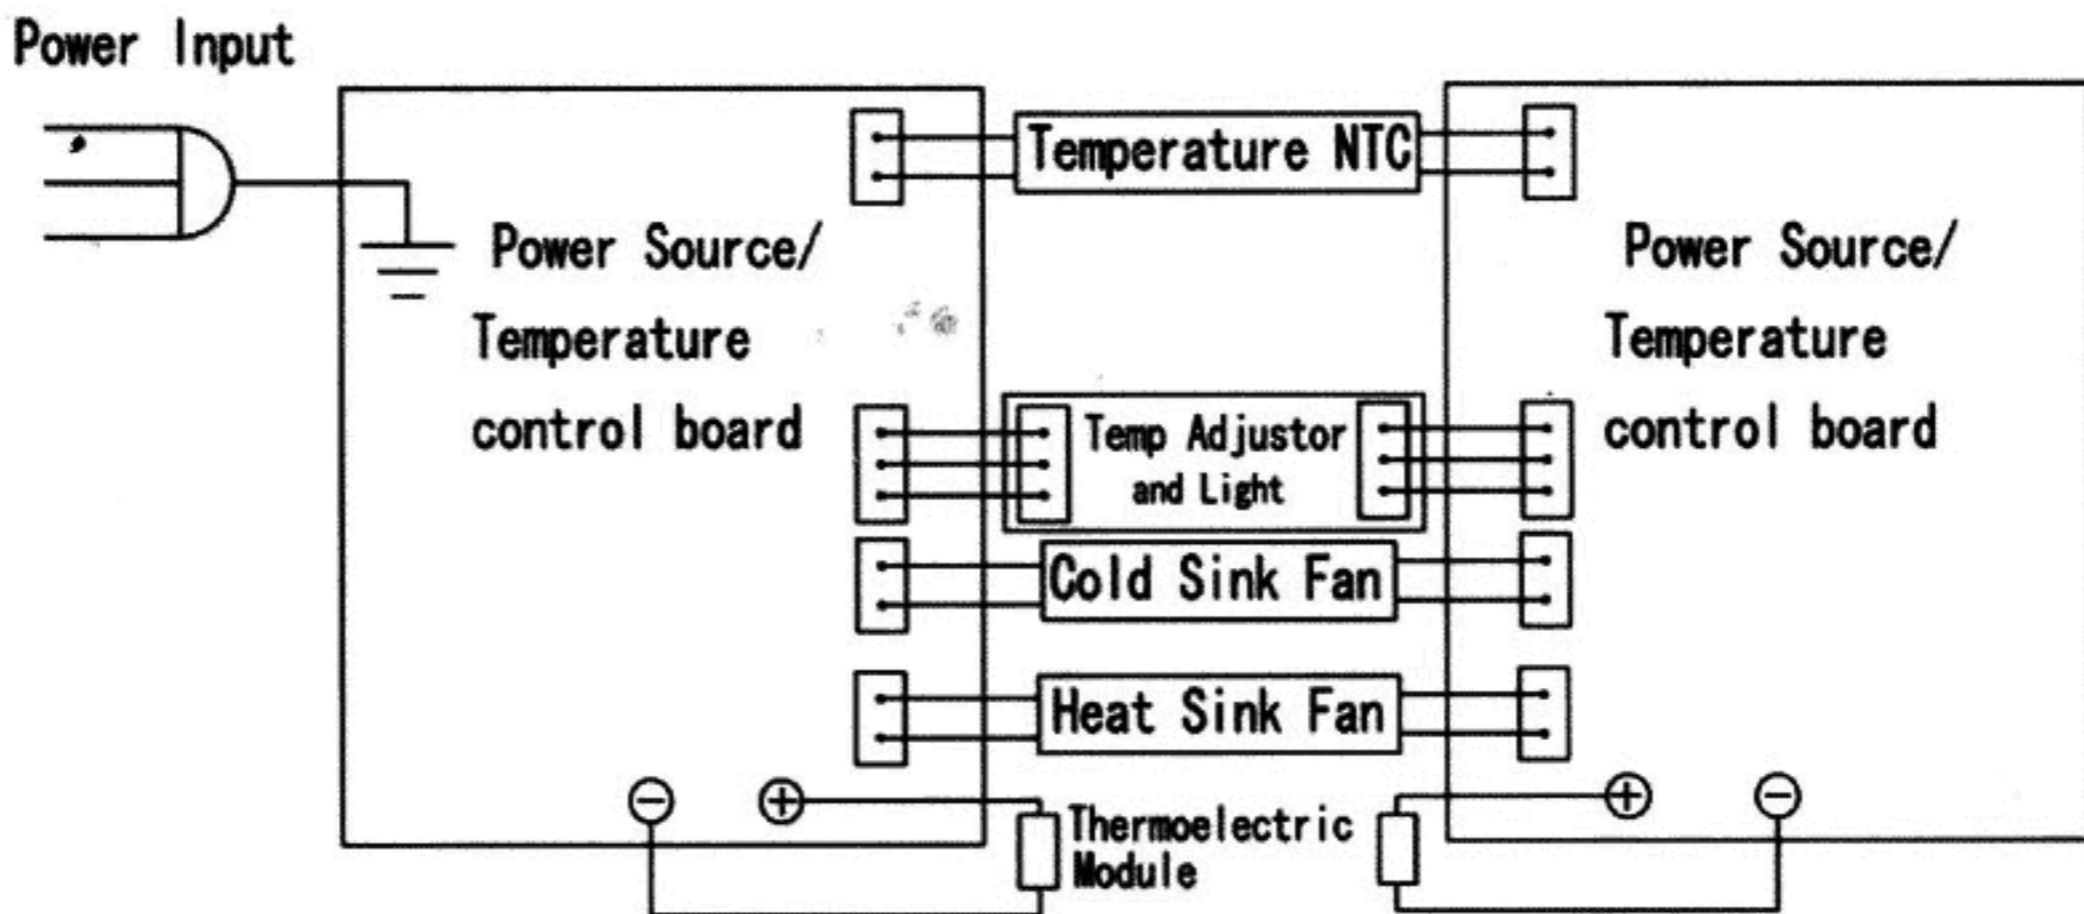 Power Input
Power Source/
Temperature
control board
Temperature NTC
Temp Adjustor
and Light
Cold Sink Fan
Heat Sink Fan
Thermoelectric
Module
Power Source/
Temperature
control board